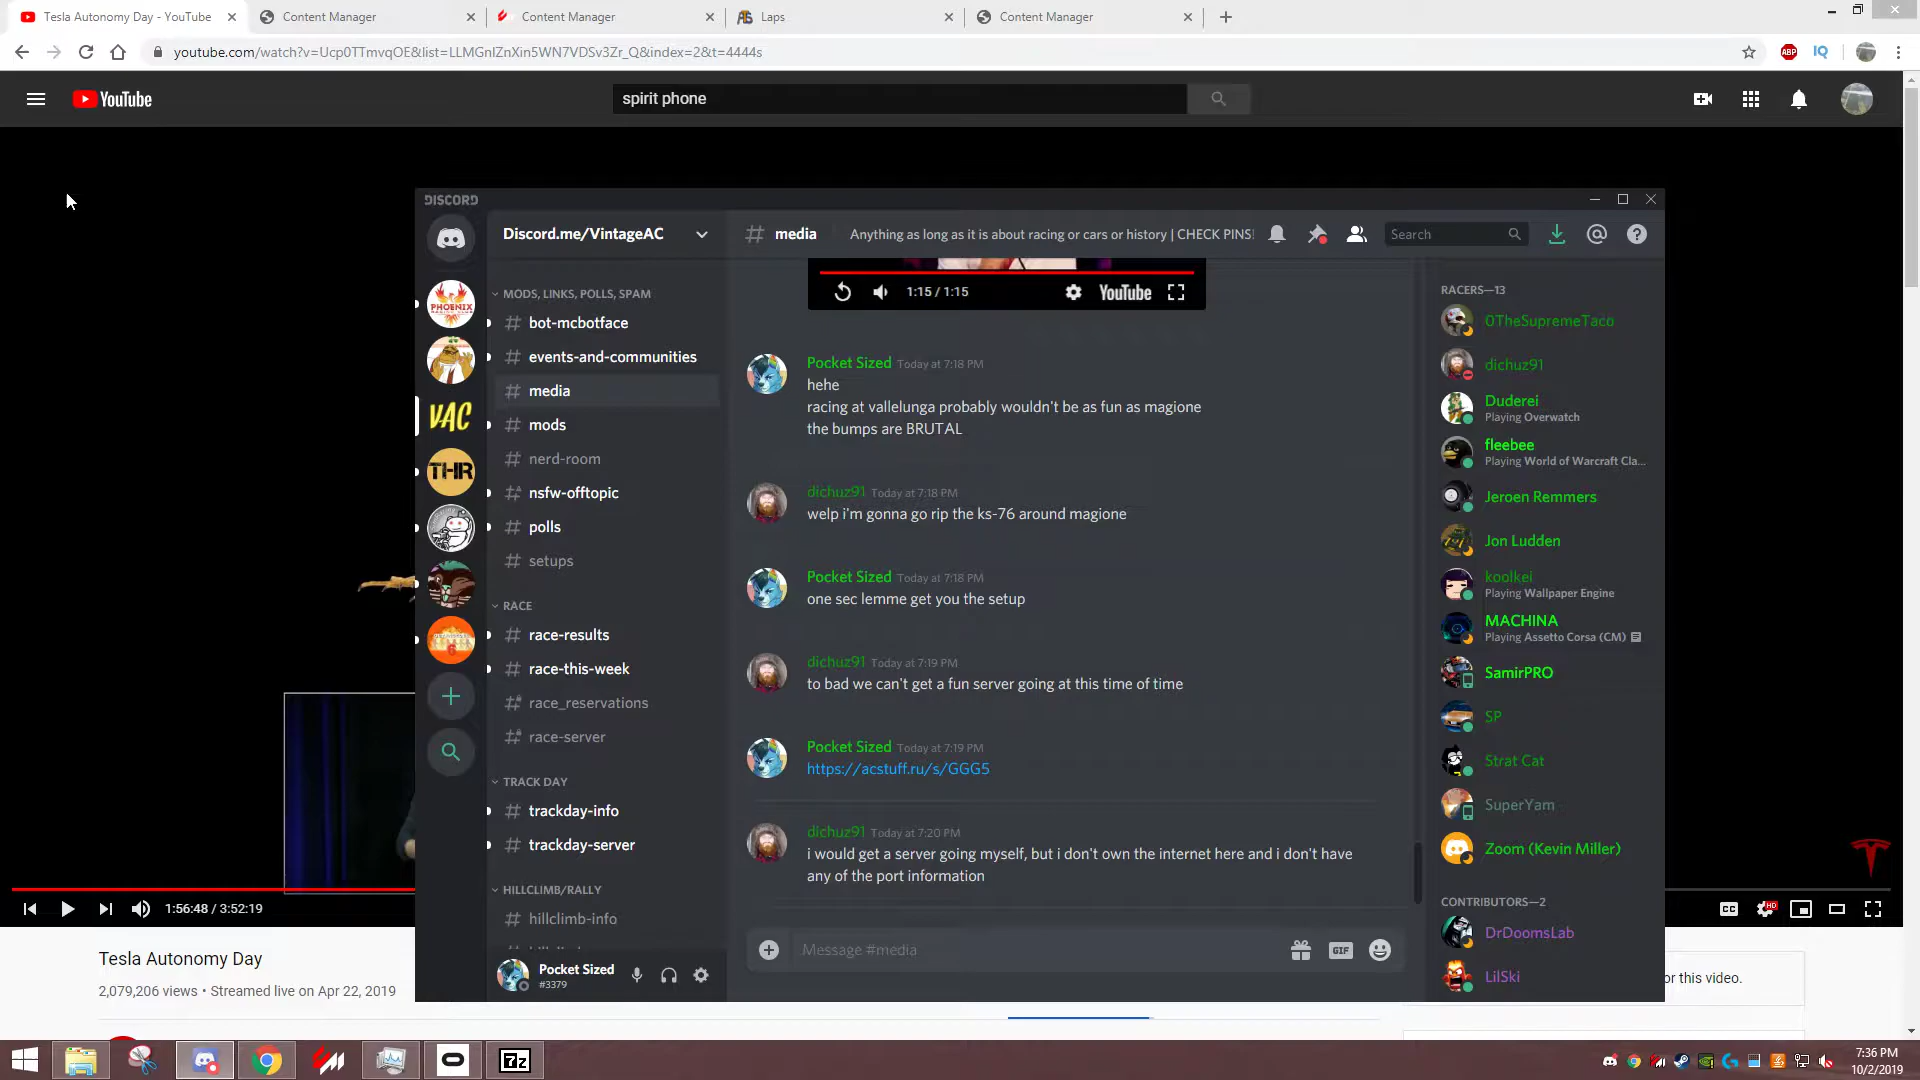 Tesla Autonomy Day - YouTube
Content Manager
Content Manager
Laps
Content Manager
youtube.com/watch?v=Ucp0TTmvqOE&list=LLMGnIZnXin5WN7VDSv3Zr_Q&index=2&t=4444s
ABP
IQ
YouTube
spirit phone
DISCORD
Discord.me/VintageAC
media
Anything as long as it is about racing or cars or history | CHECK PINS!
Search
MODS, LINKS, POLLS, SPAM
# bot-mcbotface
# events-and-communities
# media
# mods
# nerd-room
# nsfw-offtopic
# polls
# setups
RACE
# race-results
# race-this-week
# race_reservations
# race-server
TRACK DAY
# trackday-info
# trackday-server
HILLCLIMB/RALLY
# hillclimb-info
PHOENIX
VAC
THR
6
1:15 / 1:15
YouTube
Pocket Sized Today at 7:18 PM
hehe
racing at vallelunga probably wouldn't be as fun as magione
the bumps are BRUTAL
dichuz91 Today at 7:18 PM
welp i'm gonna go rip the ks-76 around magione
Pocket Sized Today at 7:18 PM
one sec lemme get you the setup
dichuz91 Today at 7:19 PM
to bad we can't get a fun server going at this time of time
Pocket Sized Today at 7:19 PM
https://acstuff.ru/s/GGG5
dichuz91 Today at 7:20 PM
i would get a server going myself, but i don't own the internet here and i don't have
any of the port information
Message #media
GIF
Pocket Sized
#3379
RACERS—13
0TheSupremeTaco
dichuz91
Duderei
Playing Overwatch
fleebee
Playing World of Warcraft Cla...
Jeroen Remmers
Jon Ludden
koolkei
Playing Wallpaper Engine
MACHINA
Playing Assetto Corsa (CM)
SamirPRO
SP
Strat Cat
SuperYam
Zoom (Kevin Miller)
CONTRIBUTORS—2
DrDoomsLab
LilSki
1:56:48 / 3:52:19
CC
HD
Tesla Autonomy Day
2,079,206 views • Streamed live on Apr 22, 2019
or this video.
7z
7:36 PM
10/2/2019